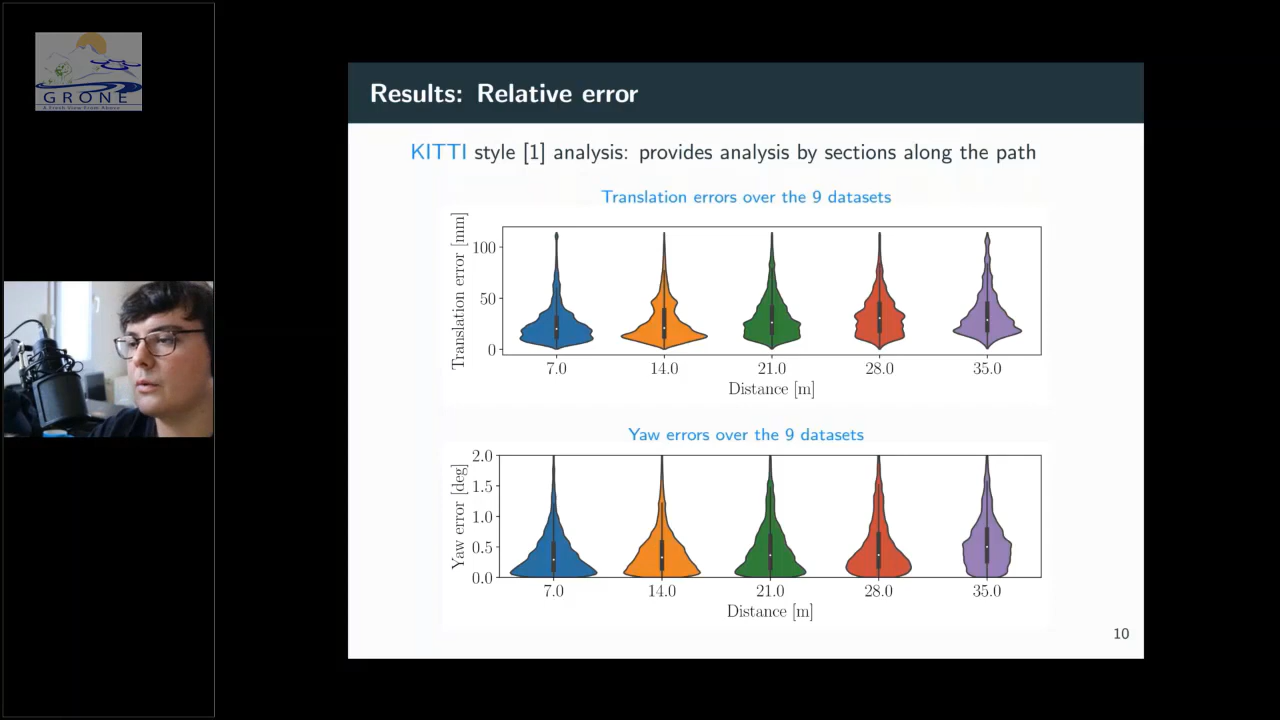 GRONE
Results: Relative error
KITTI style [1] analysis: provides analysis by sections along the path
Translation errors over the 9 datasets
Translation error [mm]
100
50
0
7.0 14.0 21.0 28.0 35.0
Distance [m]
Yaw errors over the 9 datasets
Yaw error [deg]
2.0
1.5
1.0
0.5
0.0
7.0 14.0 21.0 28.0 35.0
Distance [m]
10